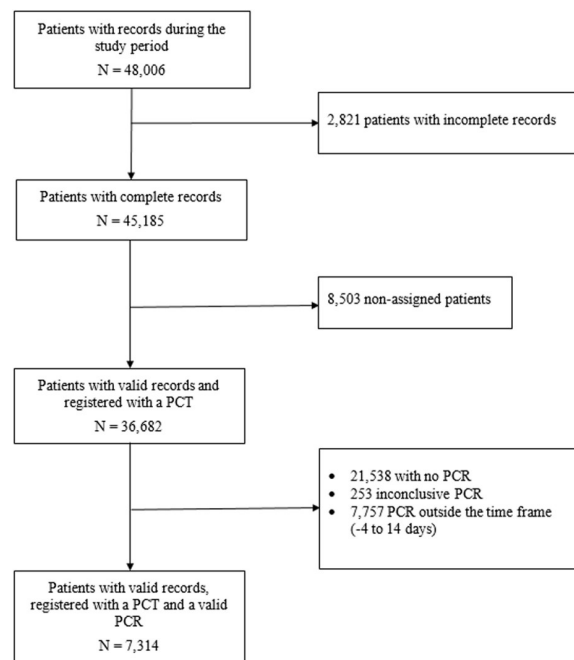 Patients with records during the
study period
N = 48,006
2,821 patients with incomplete records
Patients with complete records
N = 45,185
8,503 non-assigned patients
Patients with valid records and
registered with a PCT
N = 36,682
• 21,538 with no PCR
• 253 inconclusive PCR
• 7,757 PCR outside the time frame
(-4 to 14 days)
Patients with valid records,
registered with a PCT and a valid
PCR
N = 7,314